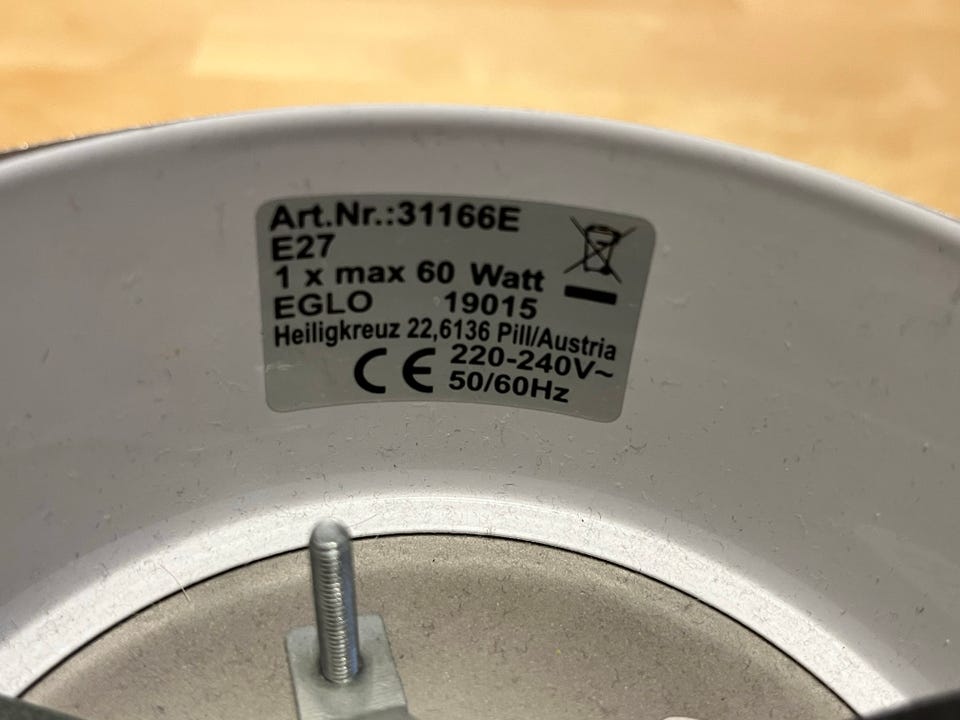 Art.Nr.:31166E
E27
1 x max 60 Watt
EGLO 19015
Heiligkreuz 22,6136 Pill/Austria
CE 220-240V~
50/60Hz